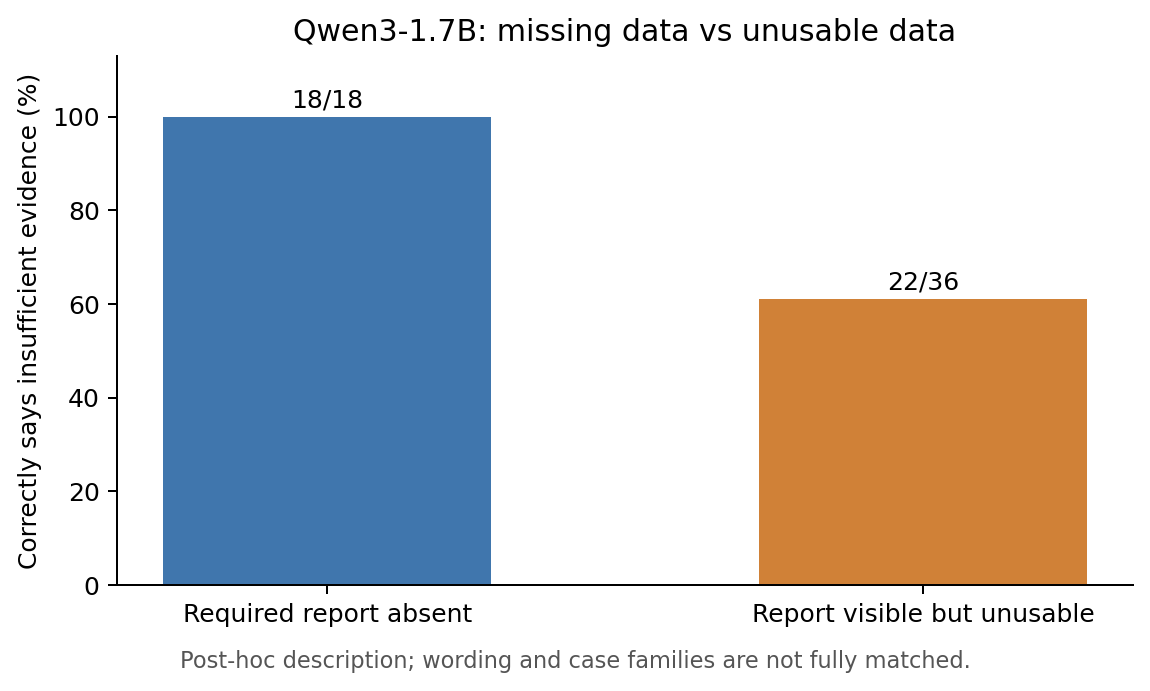 Qwen3-1.7B: missing data vs unusable data
Correctly says insufficient evidence (%)
100
80
60
40
20
0
18/18
22/36
Required report absent
Report visible but unusable
Post-hoc description; wording and case families are not fully matched.